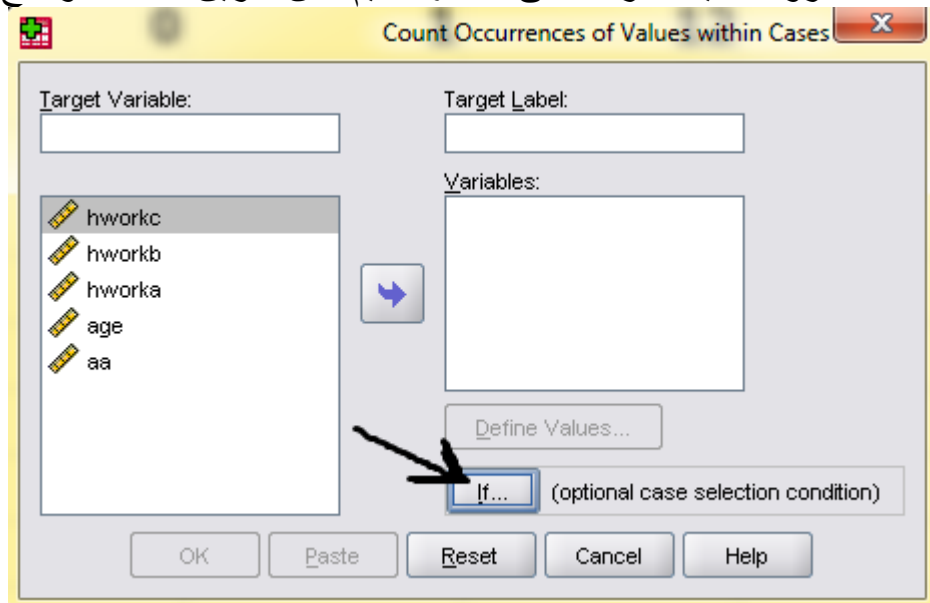 Count Occurrences of Values within Cases
Target Variable:
Target Label:
Variables:
hworkc
hworkb
hworka
age
aa
Define Values...
If...
(optional case selection condition)
OK
Paste
Reset
Cancel
Help